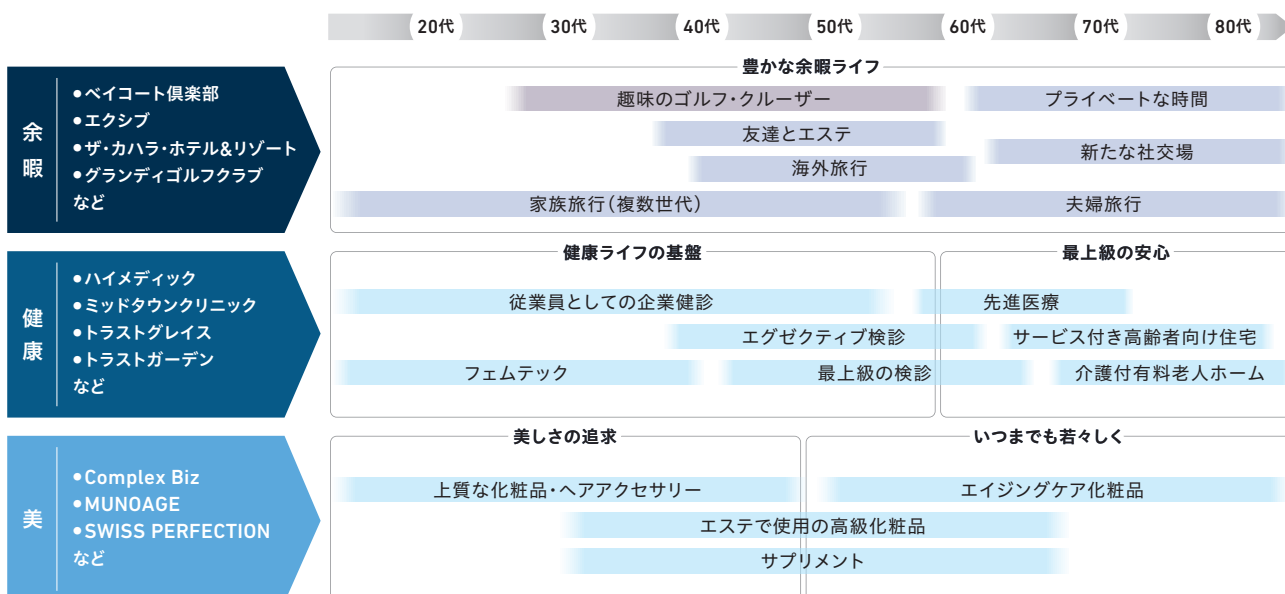 20代 30代 40代 50代 60代 70代 80代
余暇
●ベイコート倶楽部
●エクシブ
●ザ・カハラ・ホテル&リゾート
●グランディゴルフクラブ
など
豊かな余暇ライフ
趣味のゴルフ・クルーザー
プライベートな時間
友達とエステ
新たな社交場
海外旅行
家族旅行(複数世代)
夫婦旅行
健康
●ハイメディック
●ミッドタウンクリニック
●トラストグレイス
●トラストガーデン
など
健康ライフの基盤
最上級の安心
従業員としての企業健診
先進医療
エグゼクティブ検診
サービス付き高齢者向け住宅
フェムテック
最上級の検診
介護付有料老人ホーム
美
●Complex Biz
●MUNOAGE
●SWISS PERFECTION
など
美しさの追求
いつまでも若々しく
上質な化粧品・ヘアアクセサリー
エイジングケア化粧品
エステで使用の高級化粧品
サプリメント